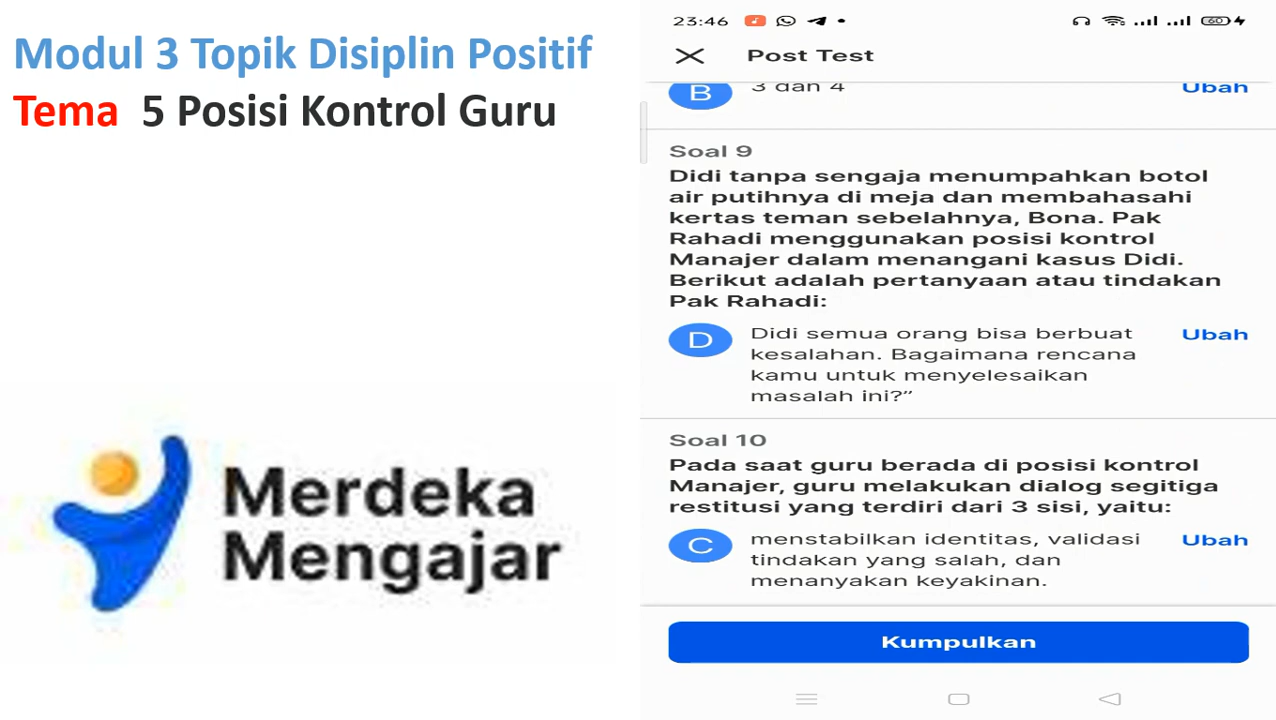 Modul 3 Topik Disiplin Positif
Tema 5 Posisi Kontrol Guru
Merdeka
Mengajar
23:46
60
Post Test
B
3 dan 4
Ubah
Soal 9
Didi tanpa sengaja menumpahkan botol
air putihnya di meja dan membahasahi
kertas teman sebelahnya, Bona. Pak
Rahadi menggunakan posisi kontrol
Manajer dalam menangani kasus Didi.
Berikut adalah pertanyaan atau tindakan
Pak Rahadi:
D
Didi semua orang bisa berbuat
kesalahan. Bagaimana rencana
kamu untuk menyelesaikan
masalah ini?”
Ubah
Soal 10
Pada saat guru berada di posisi kontrol
Manajer, guru melakukan dialog segitiga
restitusi yang terdiri dari 3 sisi, yaitu:
C
menstabilkan identitas, validasi
tindakan yang salah, dan
menanyakan keyakinan.
Ubah
Kumpulkan